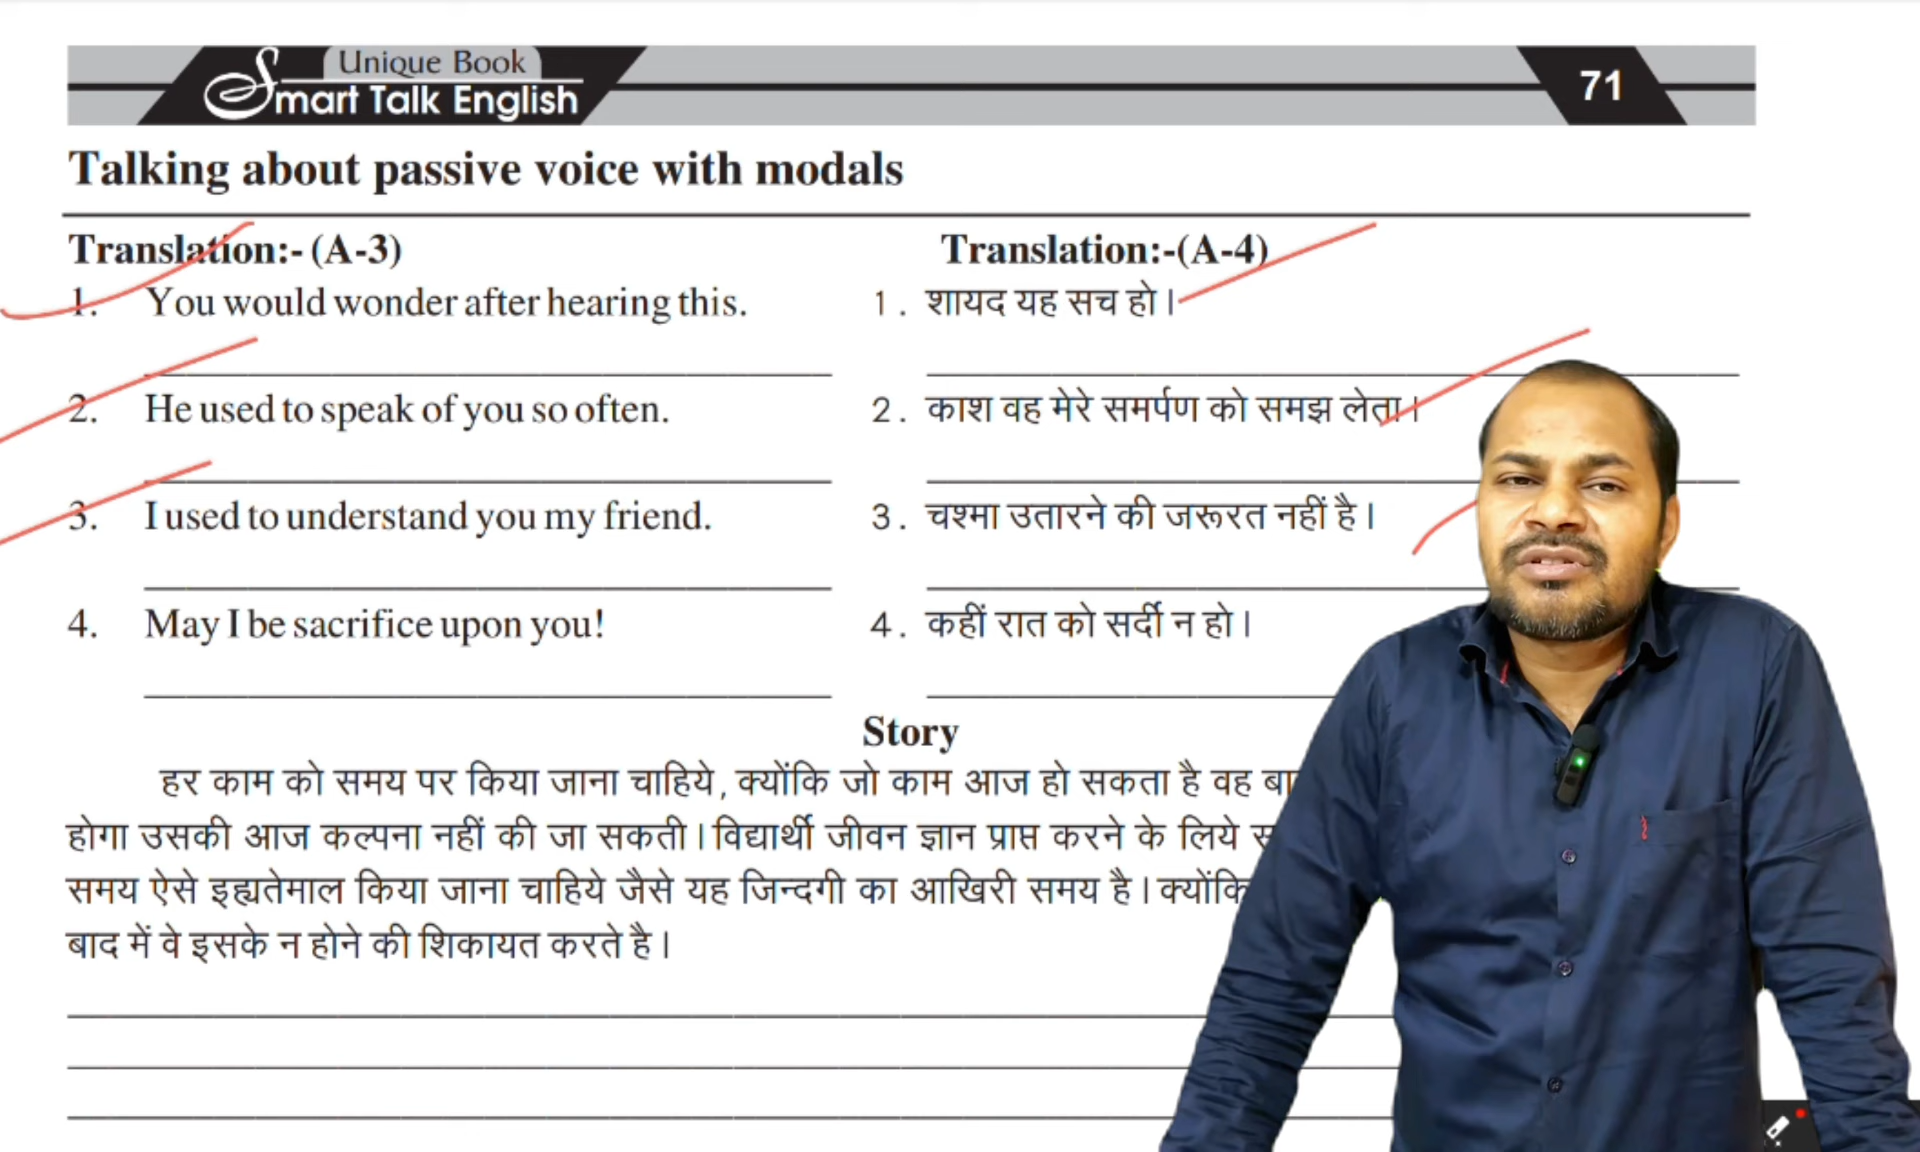 Unique Book
Smart Talk English
71
Talking about passive voice with modals
Translation:- (A-3)
1. You would wonder after hearing this.
2. He used to speak of you so often.
3. I used to understand you my friend.
4. May I be sacrifice upon you!
Translation:-(A-4)
1. शायद यह सच हो।
2. काश वह मेरे समर्पण को समझ लेता।
3. चश्मा उतारने की जरूरत नहीं है।
4. कहीं रात को सर्दी न हो।
Story
हर काम को समय पर किया जाना चाहिये, क्योंकि जो काम आज हो सकता है वह
होगा उसकी आज कल्पना नहीं की जा सकती। विद्यार्थी जीवन ज्ञान प्राप्त करने के लिये
समय ऐसे इह्यतेमाल किया जाना चाहिये जैसे यह जिन्दगी का आखिरी समय है। क्योंकि
बाद में वे इसके न होने की शिकायत करते है।